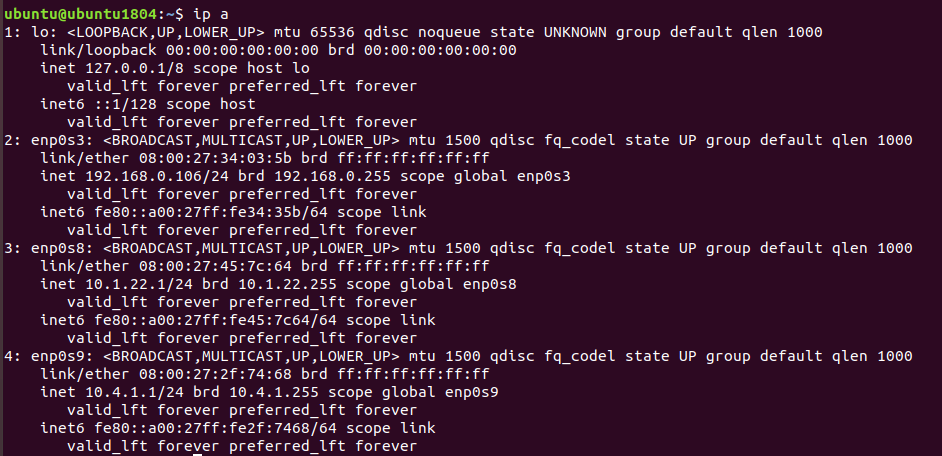 ubuntu@ubuntu1804:~$ ip a
1: lo: <LOOPBACK,UP,LOWER_UP> mtu 65536 qdisc noqueue state UNKNOWN group default qlen 1000
    link/loopback 00:00:00:00:00:00 brd 00:00:00:00:00:00
    inet 127.0.0.1/8 scope host lo
       valid_lft forever preferred_lft forever
    inet6 ::1/128 scope host
       valid_lft forever preferred_lft forever
2: enp0s3: <BROADCAST,MULTICAST,UP,LOWER_UP> mtu 1500 qdisc fq_codel state UP group default qlen 1000
    link/ether 08:00:27:34:03:5b brd ff:ff:ff:ff:ff:ff
    inet 192.168.0.106/24 brd 192.168.0.255 scope global enp0s3
       valid_lft forever preferred_lft forever
    inet6 fe80::a00:27ff:fe34:35b/64 scope link
       valid_lft forever preferred_lft forever
3: enp0s8: <BROADCAST,MULTICAST,UP,LOWER_UP> mtu 1500 qdisc fq_codel state UP group default qlen 1000
    link/ether 08:00:27:45:7c:64 brd ff:ff:ff:ff:ff:ff
    inet 10.1.22.1/24 brd 10.1.22.255 scope global enp0s8
       valid_lft forever preferred_lft forever
    inet6 fe80::a00:27ff:fe45:7c64/64 scope link
       valid_lft forever preferred_lft forever
4: enp0s9: <BROADCAST,MULTICAST,UP,LOWER_UP> mtu 1500 qdisc fq_codel state UP group default qlen 1000
    link/ether 08:00:27:2f:74:68 brd ff:ff:ff:ff:ff:ff
    inet 10.4.1.1/24 brd 10.4.1.255 scope global enp0s9
       valid_lft forever preferred_lft forever
    inet6 fe80::a00:27ff:fe2f:7468/64 scope link
       valid_lft forever preferred_lft forever